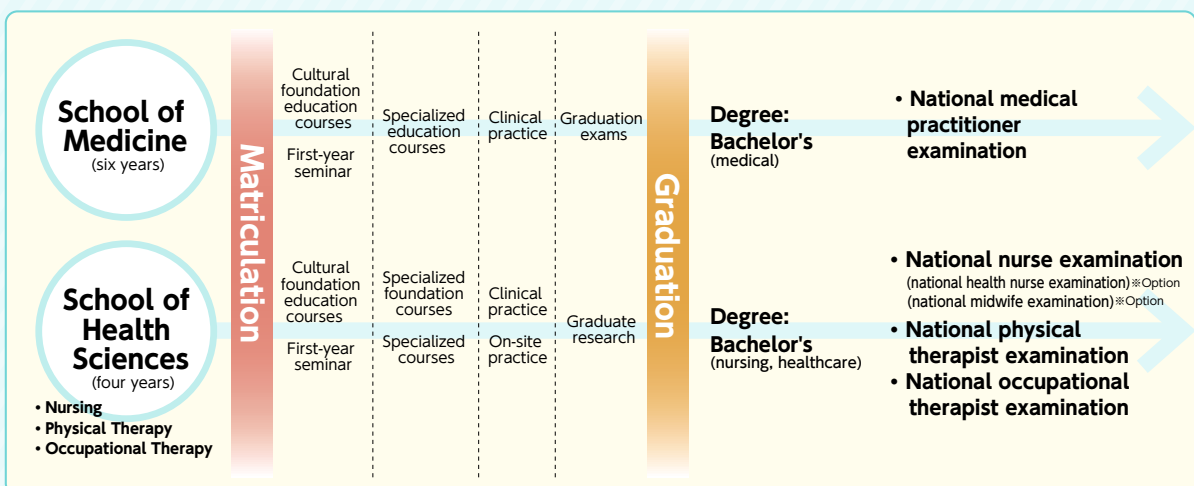 School of
Medicine
(six years)
Matriculation
Cultural
foundation
education
courses
First-year
seminar
Specialized
education
courses
Clinical
practice
Graduation
exams
Graduation
Degree:
Bachelor's
(medical)
• National medical
practitioner
examination
School of
Health
Sciences
(four years)
• Nursing
• Physical Therapy
• Occupational Therapy
Cultural
foundation
education
courses
First-year
seminar
Specialized
foundation
courses
Specialized
courses
Clinical
practice
On-site
practice
Graduate
research
Degree:
Bachelor's
(nursing, healthcare)
• National nurse examination
(national health nurse examination)※Option
(national midwife examination)※Option
• National physical
therapist examination
• National occupational
therapist examination